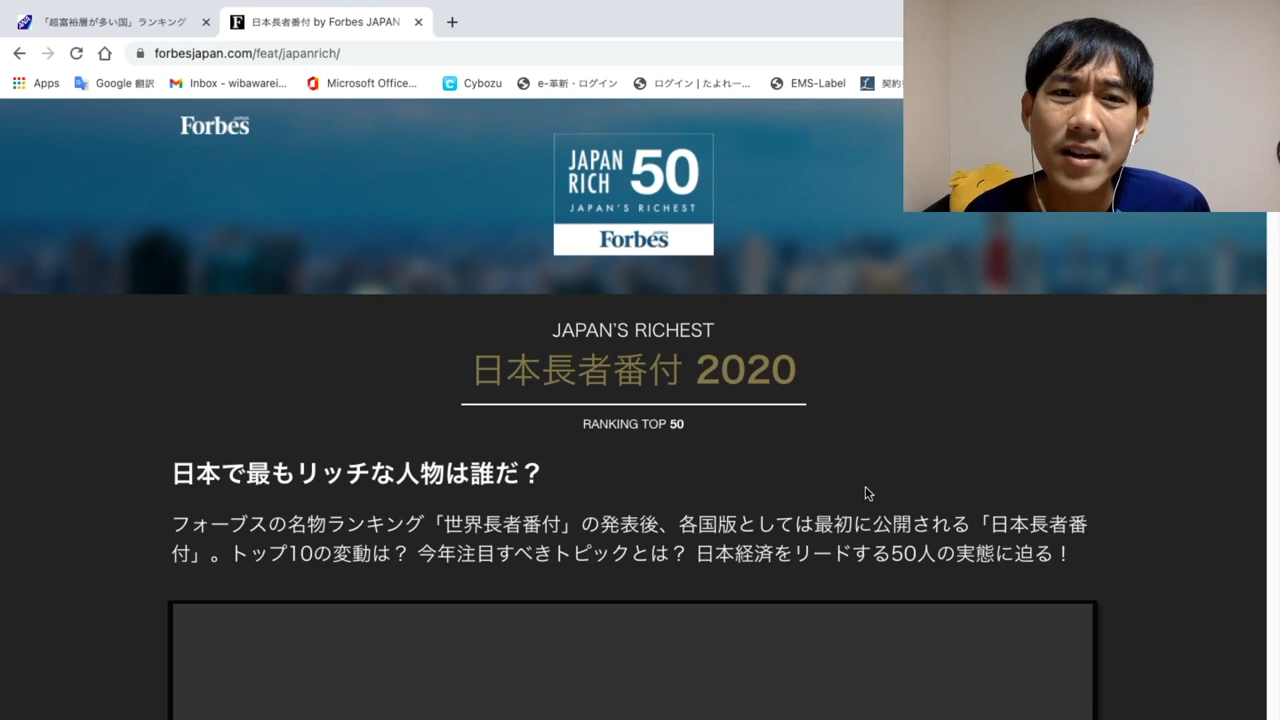 「超富裕層が多い国」ランキング
日本長者番付 by Forbes JAPAN
forbesjapan.com/feat/japanrich/
Apps
Google 翻訳
Inbox - wibawarei...
Microsoft Office...
Cybozu
e-革新・ログイン
ログイン | たよれー...
EMS-Label
Forbes
JAPAN
JAPAN
RICH
50
JAPAN'S RICHEST
Forbes
JAPAN
JAPAN'S RICHEST
日本長者番付 2020
RANKING TOP 50
日本で最もリッチな人物は誰だ？
フォーブスの名物ランキング「世界長者番付」の発表後、各国版としては最初に公開される「日本長者番
付」。トップ10の変動は？ 今年注目すべきトピックとは？ 日本経済をリードする50人の実態に迫る！